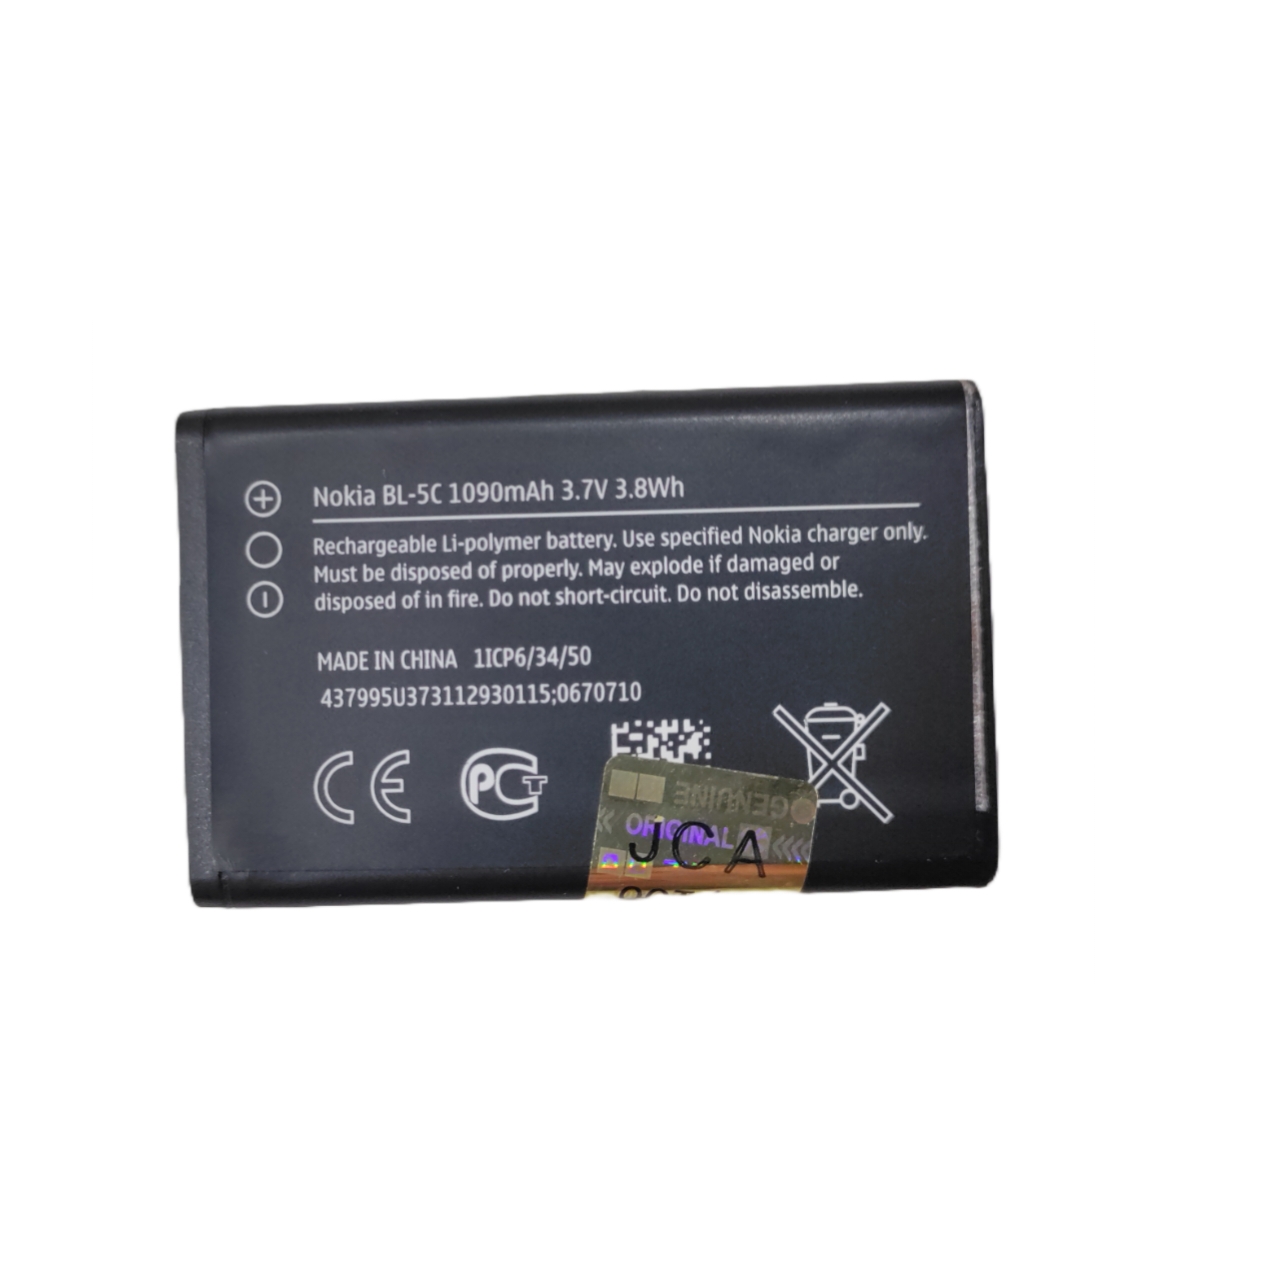 Nokia BL-5C 1090mAh 3.7V 3.8Wh
Rechargeable Li-polymer battery. Use specified Nokia charger only.
Must be disposed of properly. May explode if damaged or
disposed of in fire. Do not short-circuit. Do not disassemble.
MADE IN CHINA 1ICP6/34/50
437995U373112930115;0670710
CE
PCT
GENUINE
ORIGINAL
JCA